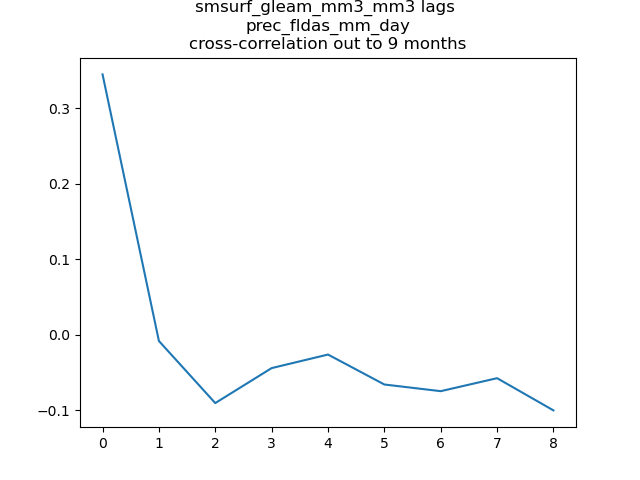 smsurf_gleam_mm3_mm3 lags
prec_fldas_mm_day
cross-correlation out to 9 months
0.3
0.2
0.1
0.0
−0.1
0 1 2 3 4 5 6 7 8